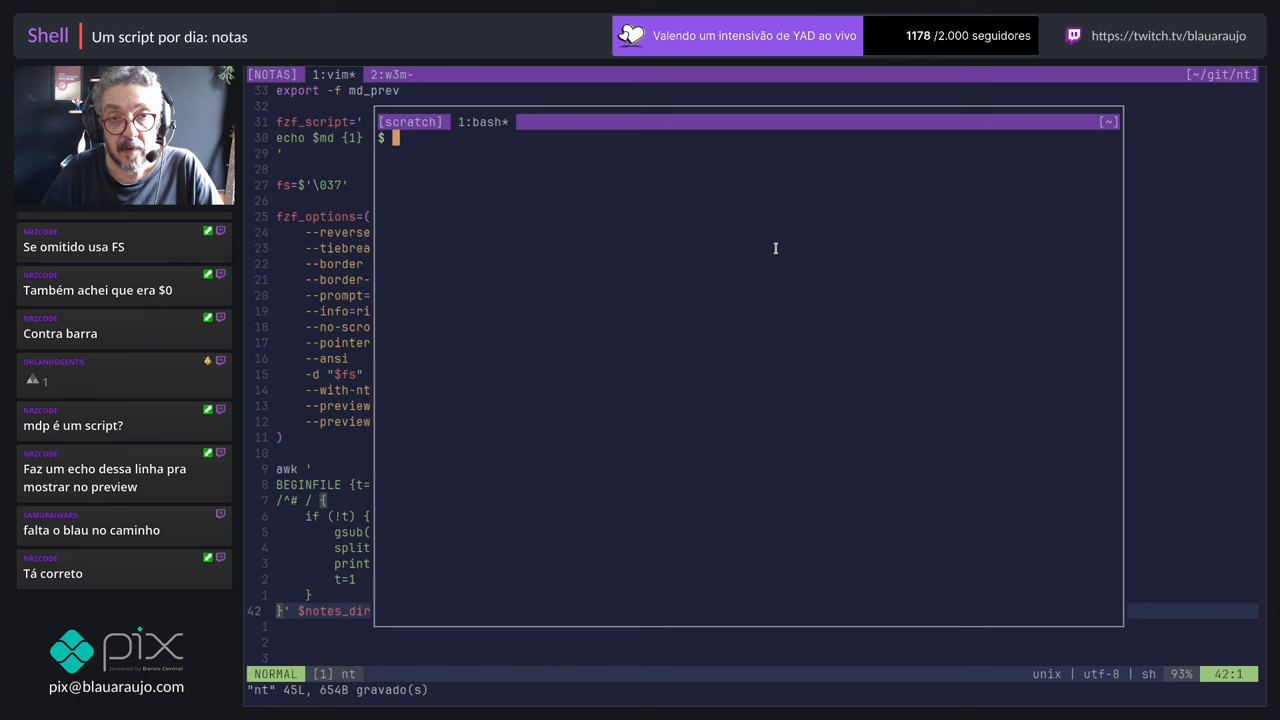 Shell
Um script por dia: notas
Valendo um intensivão de YAD ao vivo
1178 /2.000 seguidores
https://twitch.tv/blauaraujo
NRZCODE
Se omitido usa FS
NRZCODE
Também achei que era $0
NRZCODE
Contra barra
ORLANDOGENTIL
1
NRZCODE
mdp é um script?
NRZCODE
Faz um echo dessa linha pra
mostrar no preview
SAMURAIWARS
falta o blau no caminho
NRZCODE
Tá correto
pix
powered by Banco Central
pix@blauaraujo.com
[NOTAS] 1:vim* 2:w3m- [~/git/nt]
33 export -f md_prev
32
31 fzf_script='
30 echo $md {1}
29 '
28
27 fs=$'\037'
26
25 fzf_options=(
24 --reverse
23 --tiebrea
22 --border
21 --border-
20 --prompt=
19 --info=ri
18 --no-scro
17 --pointer
16 --ansi
15 -d "$fs"
14 --with-nt
13 --preview
12 --preview
11 )
10
9 awk '
8 BEGINFILE {t=
7 /^# / {
6 if (!t) {
5 gsub(
4 split
3 print
2 t=1
1 }
42 }' $notes_dir
1
2
3
[scratch] 1:bash* [~]
$
NORMAL [1] nt unix | utf-8 | sh 93% 42:1
"nt" 45L, 654B gravado(s)